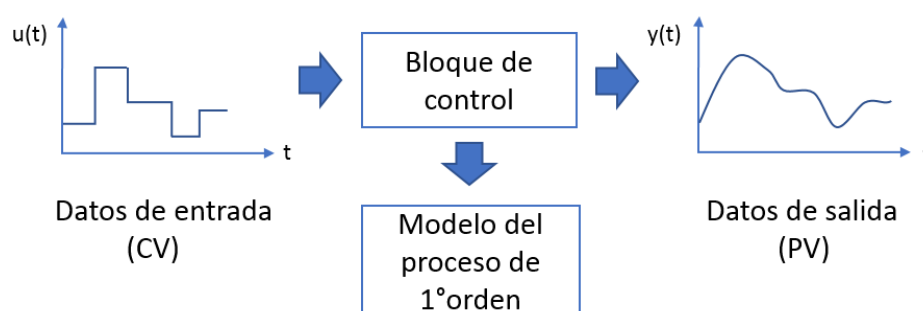 u(t)
t
Datos de entrada
(CV)
Bloque de
control
Modelo del
proceso de
1°orden
y(t)
Datos de salida
(PV)